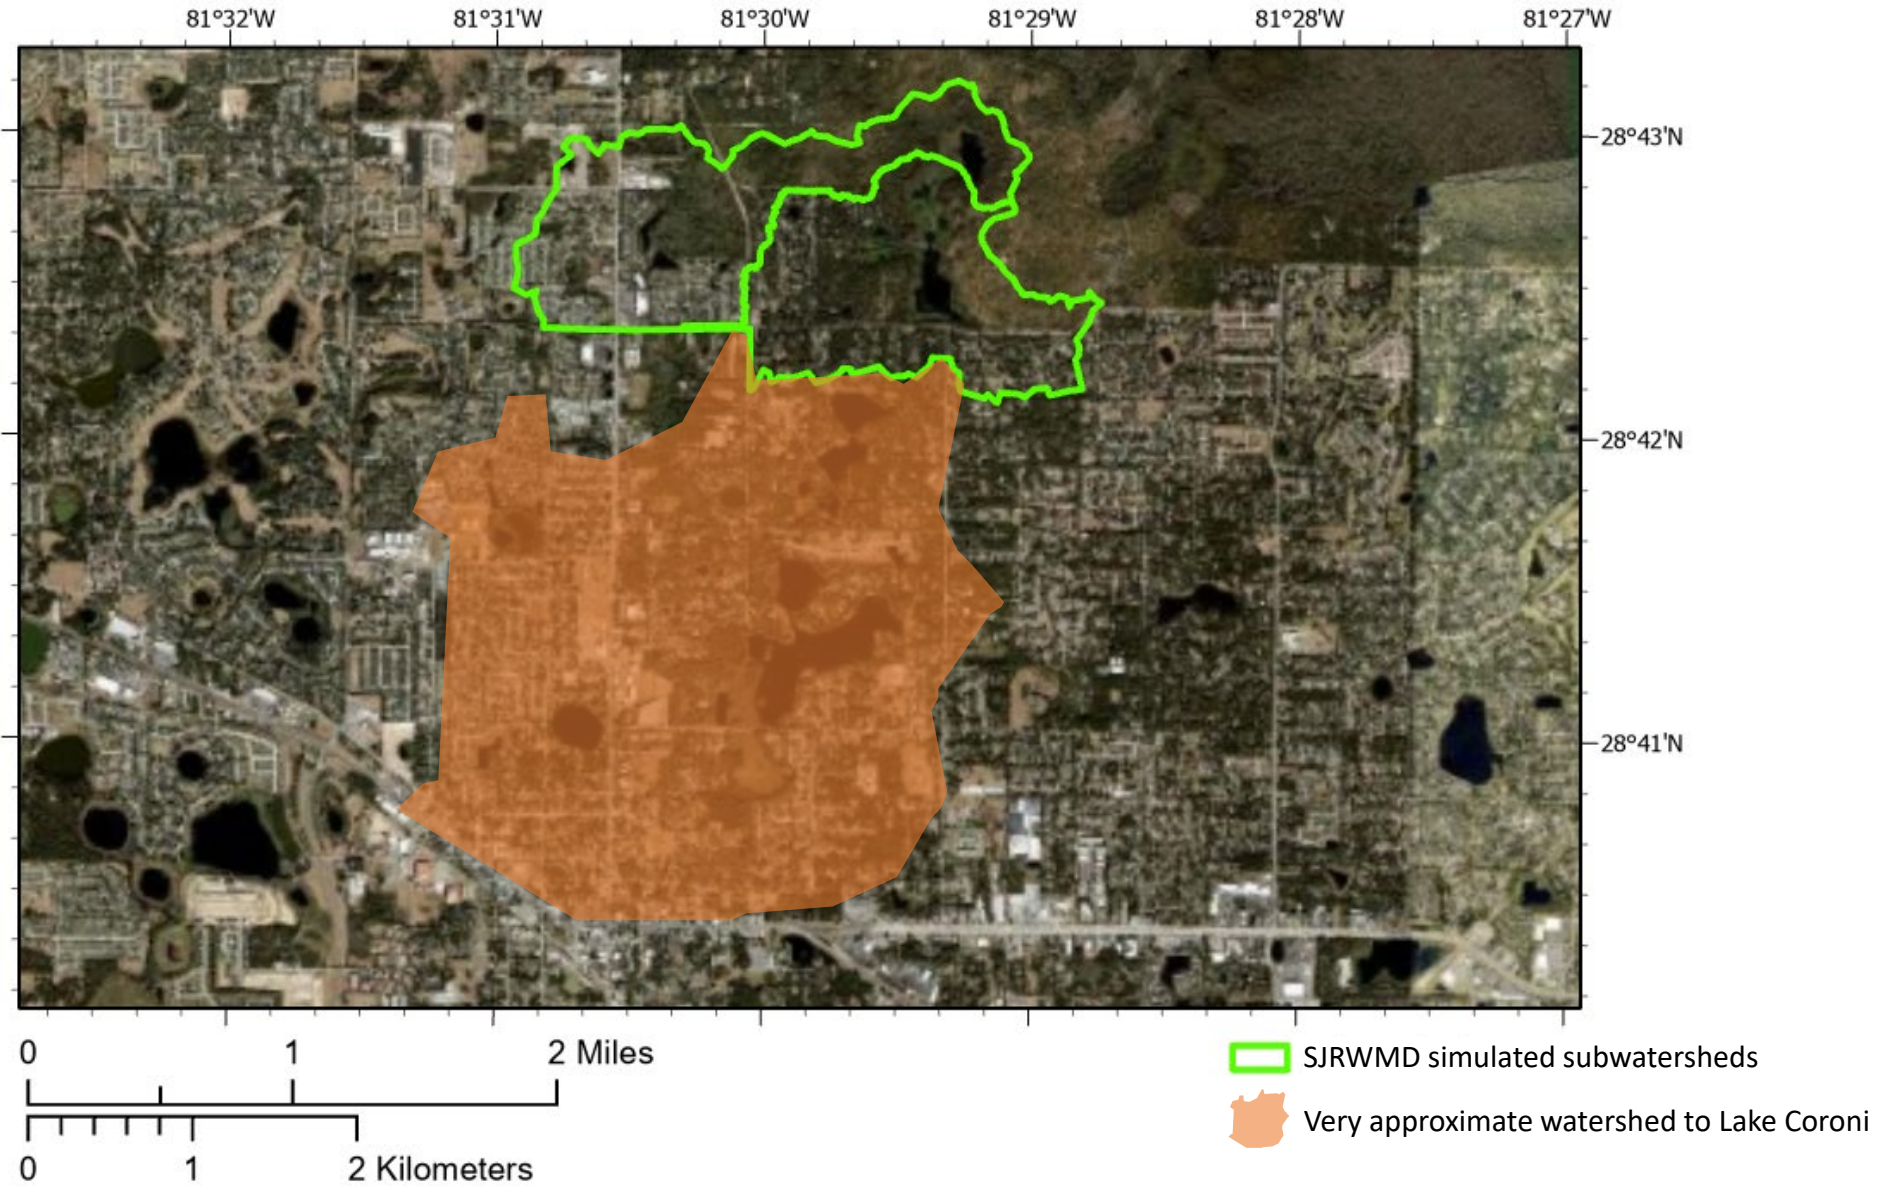 81°32'W 81°31'W 81°30'W 81°29'W 81°28'W 81°27'W
28°43'N
28°42'N
28°41'N
0 1 2 Miles
0 1 2 Kilometers
SJRWMD simulated subwatersheds
Very approximate watershed to Lake Coroni